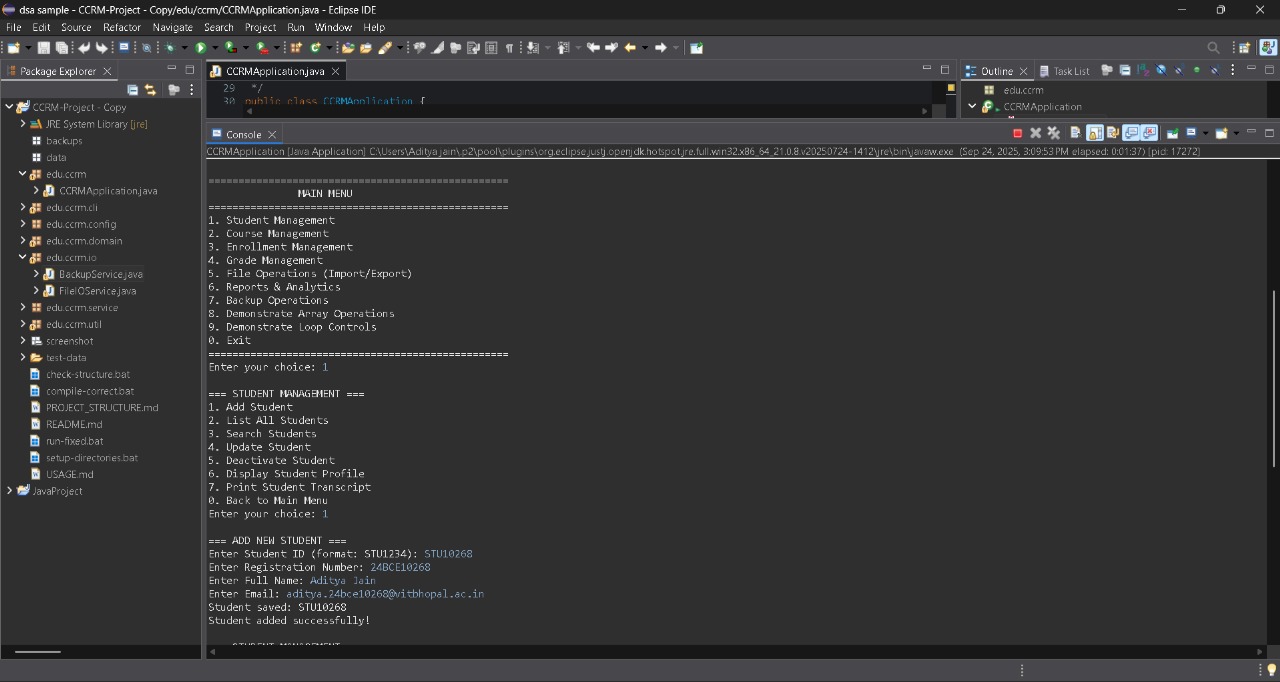 dsa sample - CCRM-Project - Copy/edu/ccrm/CCRMApplication.java - Eclipse IDE
File Edit Source Refactor Navigate Search Project Run Window Help
Package Explorer
CCRM-Project - Copy
JRE System Library [jre]
backups
data
edu.ccrm
CCRMApplication.java
edu.ccrm.cli
edu.ccrm.config
edu.ccrm.domain
edu.ccrm.io
BackupService.java
FileIOService.java
edu.ccrm.service
edu.ccrm.util
screenshot
test-data
check-structure.bat
compile-correct.bat
PROJECT_STRUCTURE.md
README.md
run-fixed.bat
setup-directories.bat
USAGE.md
JavaProject
CCRMApplication.java
29 */
30 public class CCRMApplication {
Outline Task List
edu.ccrm
CCRMApplication
Console
CCRMApplication [Java Application] C:\Users\Aditya jain\.p2\pool\plugins\org.eclipse.justj.openjdk.hotspot.jre.full.win32.x86_64_21.0.8.v20250724-1412\jre\bin\javaw.exe (Sep 24, 2025, 3:09:53 PM elapsed: 0:01:37) [pid: 17272]
==================================================
MAIN MENU
==================================================
1. Student Management
2. Course Management
3. Enrollment Management
4. Grade Management
5. File Operations (Import/Export)
6. Reports & Analytics
7. Backup Operations
8. Demonstrate Array Operations
9. Demonstrate Loop Controls
0. Exit
==================================================
Enter your choice: 1
=== STUDENT MANAGEMENT ===
1. Add Student
2. List All Students
3. Search Students
4. Update Student
5. Deactivate Student
6. Display Student Profile
7. Print Student Transcript
0. Back to Main Menu
Enter your choice: 1
=== ADD NEW STUDENT ===
Enter Student ID (format: STU1234): STU10268
Enter Registration Number: 24BCE10268
Enter Full Name: Aditya Jain
Enter Email: aditya.24bce10268@vitbhopal.ac.in
Student saved: STU10268
Student added successfully!
=== STUDENT MANAGEMENT ===